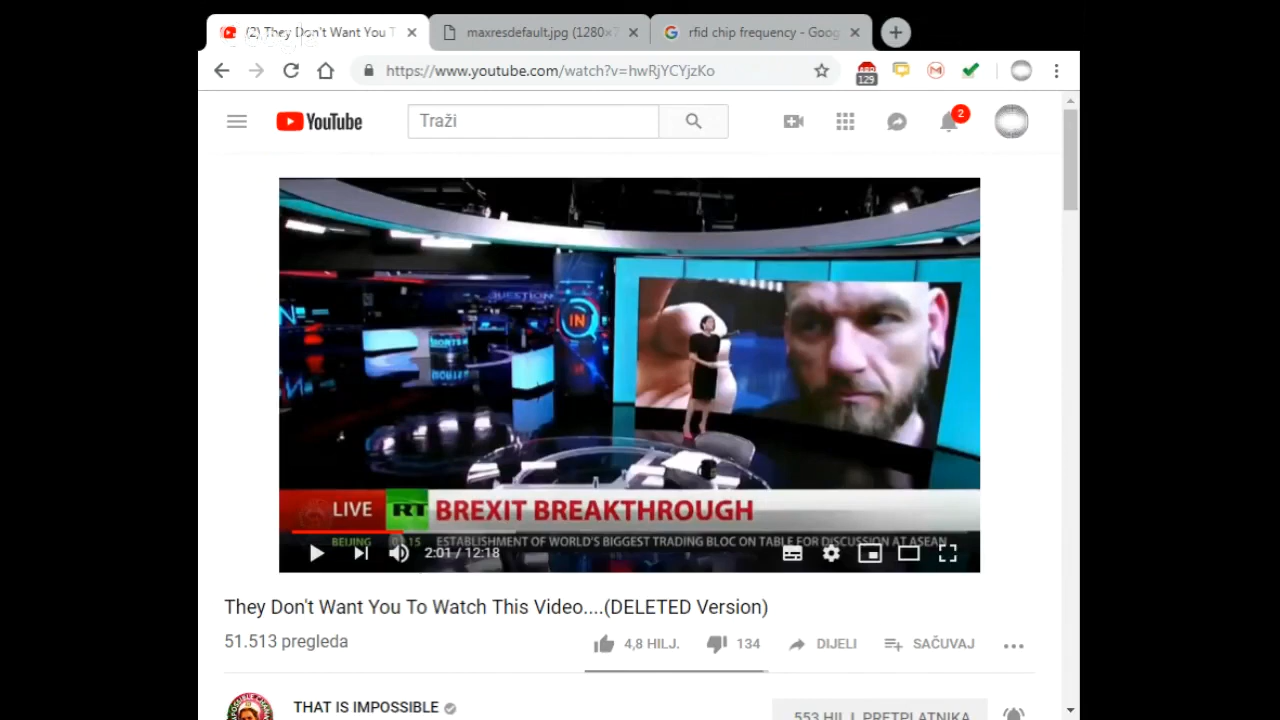 (2) They Don't Want You T
maxresdefault.jpg (1280×7
rfid chip frequency - Goog
https://www.youtube.com/watch?v=hwRjYCYjzKo
129
YouTube
Traži
2
QUESTION
IN
LIVE RT BREXIT BREAKTHROUGH
BEIJING ESTABLISHMENT OF WORLD'S BIGGEST TRADING BLOC ON TABLE FOR DISCUSSION AT ASEAN
2:01 / 12:18
They Don't Want You To Watch This Video....(DELETED Version)
51.513 pregleda
4,8 HILJ. 134 DIJELI SAČUVAJ
THAT IS IMPOSSIBLE
553 HILJ. PRETPLATNIKA